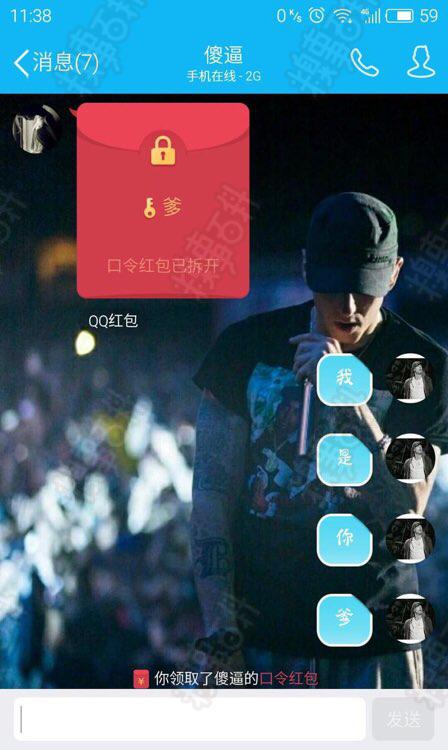 11:38
0 K/s 4G 59
消息(7)
傻逼
手机在线 - 2G
爹
口令红包已拆开
QQ红包
我
是
你
爹
你领取了傻逼的口令红包
发送